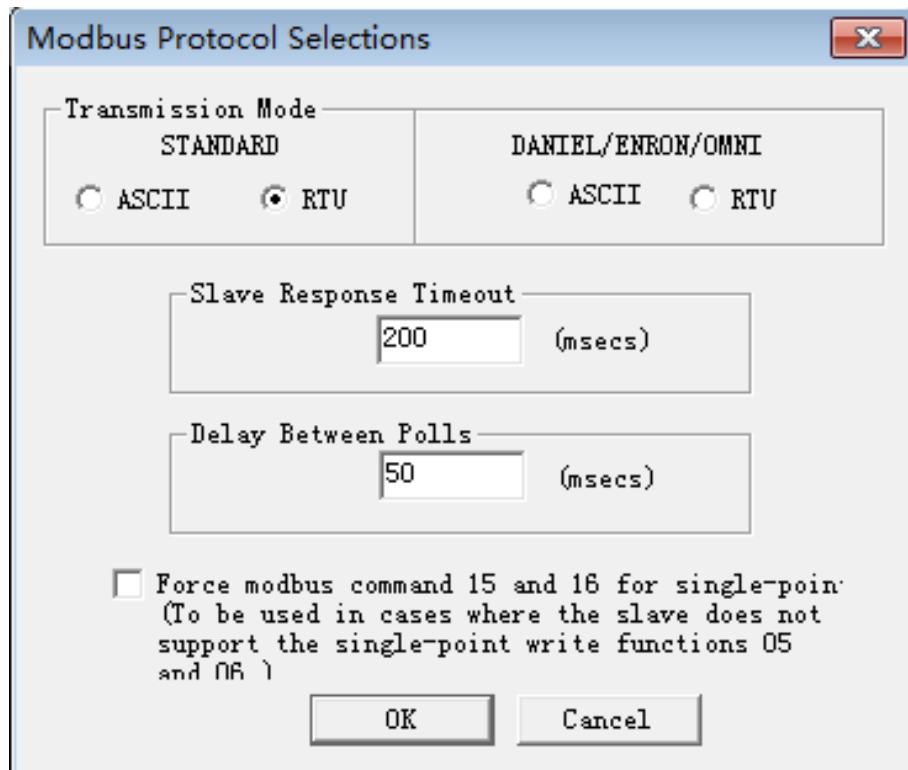 Modbus Protocol Selections
Transmission Mode
STANDARD
DANIEL/ENRON/OMNI
ASCII
RTU
ASCII
RTU
Slave Response Timeout
200
(msecs)
Delay Between Polls
50
(msecs)
Force modbus command 15 and 16 for single-poin
(To be used in cases where the slave does not
support the single-point write functions 05
and 06.)
OK
Cancel